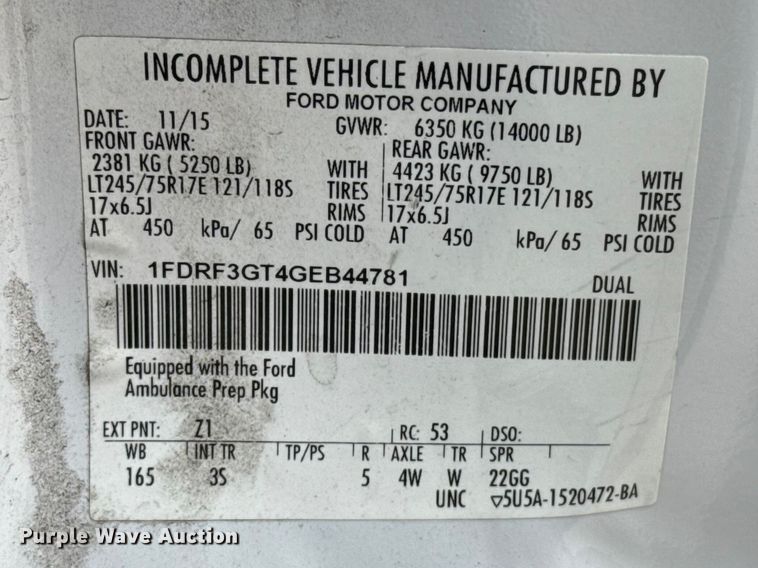 INCOMPLETE VEHICLE MANUFACTURED BY
FORD MOTOR COMPANY
DATE: 11/15 GVWR: 6350 KG (14000 LB)
FRONT GAWR: REAR GAWR:
2381 KG ( 5250 LB) WITH 4423 KG ( 9750 LB) WITH
LT245/75R17E 121/118S TIRES LT245/75R17E 121/118S TIRES
17x6.5J RIMS 17x6.5J RIMS
AT 450 kPa/ 65 PSI COLD AT 450 kPa/ 65 PSI COLD
VIN: 1FDRF3GT4GEB44781 DUAL
Equipped with the Ford
Ambulance Prep Pkg
EXT PNT: Z1 RC: 53 DSO:
WB INT TR TP/PS R AXLE TR SPR
165 3S 5 4W W 22GG
UNC ▽5U5A-1520472-BA
Purple Wave Auction